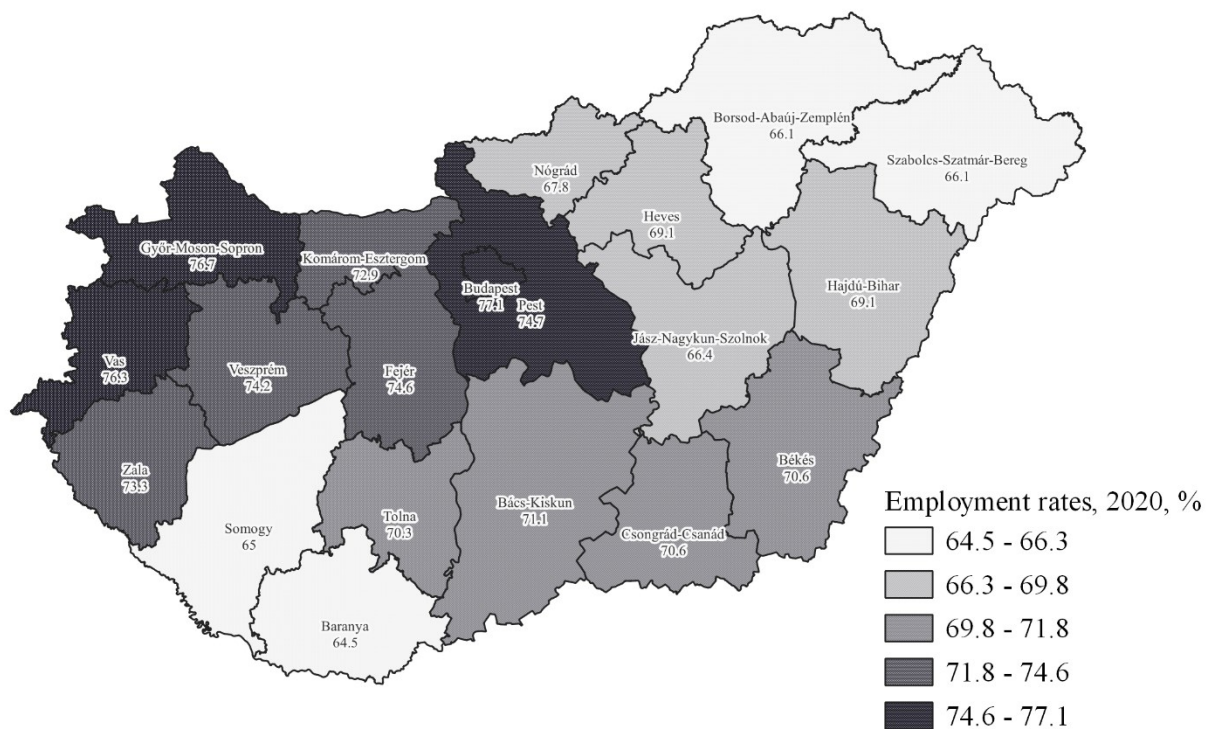 Borsod-Abaúj-Zemplén
66.1
Szabolcs-Szatmár-Bereg
66.1
Nógrád
67.8
Heves
69.1
Győr-Moson-Sopron
76.7
Komárom-Esztergom
72.9
Budapest
77.1
Pest
74.7
Hajdú-Bihar
69.1
Jász-Nagykun-Szolnok
66.4
Vas
76.3
Veszprém
74.2
Fejér
74.6
Zala
73.3
Somogy
65
Tolna
70.3
Bács-Kiskun
71.1
Csongrád-Csanád
70.6
Békés
70.6
Baranya
64.5
Employment rates, 2020, %
64.5 - 66.3
66.3 - 69.8
69.8 - 71.8
71.8 - 74.6
74.6 - 77.1